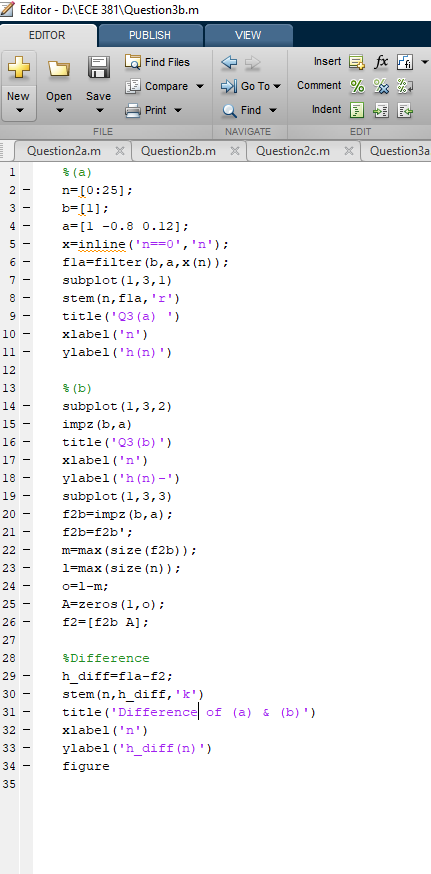 Editor - D:\ECE 381\Question3b.m
EDITOR PUBLISH VIEW
New Open Save
Find Files
Compare
Print
Go To
Find
Insert fx
Comment
Indent
FILE NAVIGATE EDIT
Question2a.m Question2b.m Question2c.m Question3a
1 %(a)
2 n=[0:25];
3 b=[1];
4 a=[1 -0.8 0.12];
5 x=inline('n==0','n');
6 f1a=filter(b,a,x(n));
7 subplot(1,3,1)
8 stem(n,f1a,'r')
9 title('Q3(a) ')
10 xlabel('n')
11 ylabel('h(n)')
12
13 %(b)
14 subplot(1,3,2)
15 impz(b,a)
16 title('Q3(b)')
17 xlabel('n')
18 ylabel('h(n)-')
19 subplot(1,3,3)
20 f2b=impz(b,a);
21 f2b=f2b';
22 m=max(size(f2b));
23 l=max(size(n));
24 o=l-m;
25 A=zeros(1,o);
26 f2=[f2b A];
27
28 %Difference
29 h_diff=f1a-f2;
30 stem(n,h_diff,'k')
31 title('Difference of (a) & (b)')
32 xlabel('n')
33 ylabel('h_diff(n)')
34 figure
35